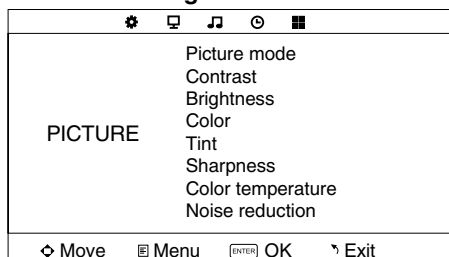 Picture mode
Contrast
Brightness
Color
PICTURE
Tint
Sharpness
Color temperature
Noise reduction
Move Menu ENTER OK Exit